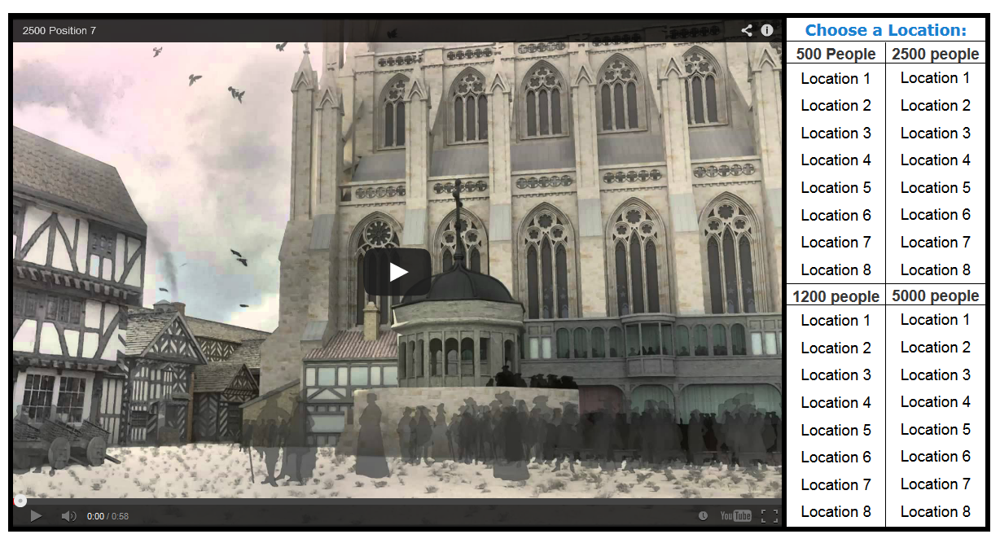 2500 Position 7
0:00 / 0:58
YouTube
Choose a Location:
500 People 2500 people
Location 1 Location 1
Location 2 Location 2
Location 3 Location 3
Location 4 Location 4
Location 5 Location 5
Location 6 Location 6
Location 7 Location 7
Location 8 Location 8
1200 people 5000 people
Location 1 Location 1
Location 2 Location 2
Location 3 Location 3
Location 4 Location 4
Location 5 Location 5
Location 6 Location 6
Location 7 Location 7
Location 8 Location 8